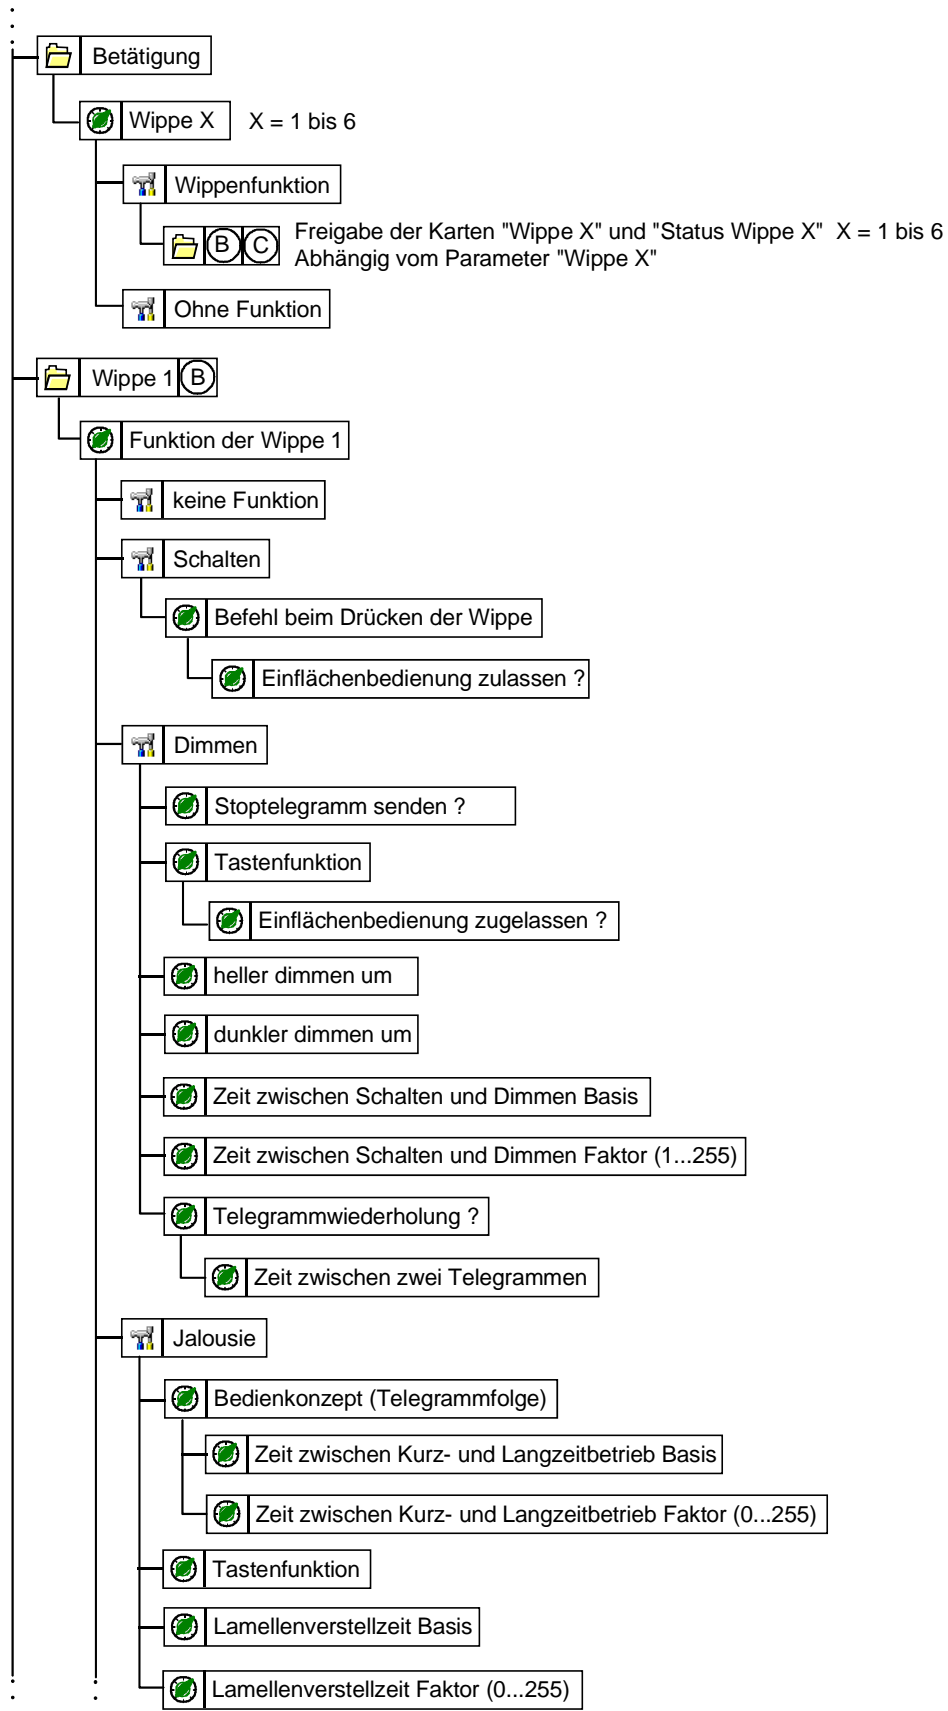 Betätigung
Wippe X X = 1 bis 6
Wippenfunktion
B C Freigabe der Karten "Wippe X" und "Status Wippe X" X = 1 bis 6
Abhängig vom Parameter "Wippe X"
Ohne Funktion
Wippe 1 B
Funktion der Wippe 1
keine Funktion
Schalten
Befehl beim Drücken der Wippe
Einflächenbedienung zulassen ?
Dimmen
Stoptelegramm senden ?
Tastenfunktion
Einflächenbedienung zugelassen ?
heller dimmen um
dunkler dimmen um
Zeit zwischen Schalten und Dimmen Basis
Zeit zwischen Schalten und Dimmen Faktor (1...255)
Telegrammwiederholung ?
Zeit zwischen zwei Telegrammen
Jalousie
Bedienkonzept (Telegrammfolge)
Zeit zwischen Kurz- und Langzeitbetrieb Basis
Zeit zwischen Kurz- und Langzeitbetrieb Faktor (0...255)
Tastenfunktion
Lamellenverstellzeit Basis
Lamellenverstellzeit Faktor (0...255)